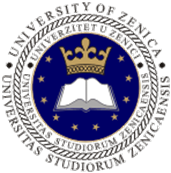 UNIVERSITY OF ZENICA
UNIVERSITAS STUDIORUM ZENICAENSIS
UNIVERZITET U ZENICI
UNIVERSITAS STUDIORUM ZENICAENSIS